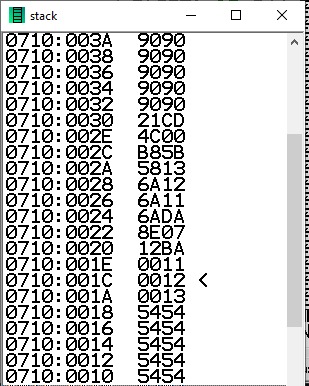 stack
0710:003A 9090
0710:0038 9090
0710:0036 9090
0710:0034 9090
0710:0032 9090
0710:0030 21CD
0710:002E 4C00
0710:002C B85B
0710:002A 5813
0710:0028 6A12
0710:0026 6A11
0710:0024 6ADA
0710:0022 8E07
0710:0020 12BA
0710:001E 0011
0710:001C 0012 <
0710:001A 0013
0710:0018 5454
0710:0016 5454
0710:0014 5454
0710:0012 5454
0710:0010 5454